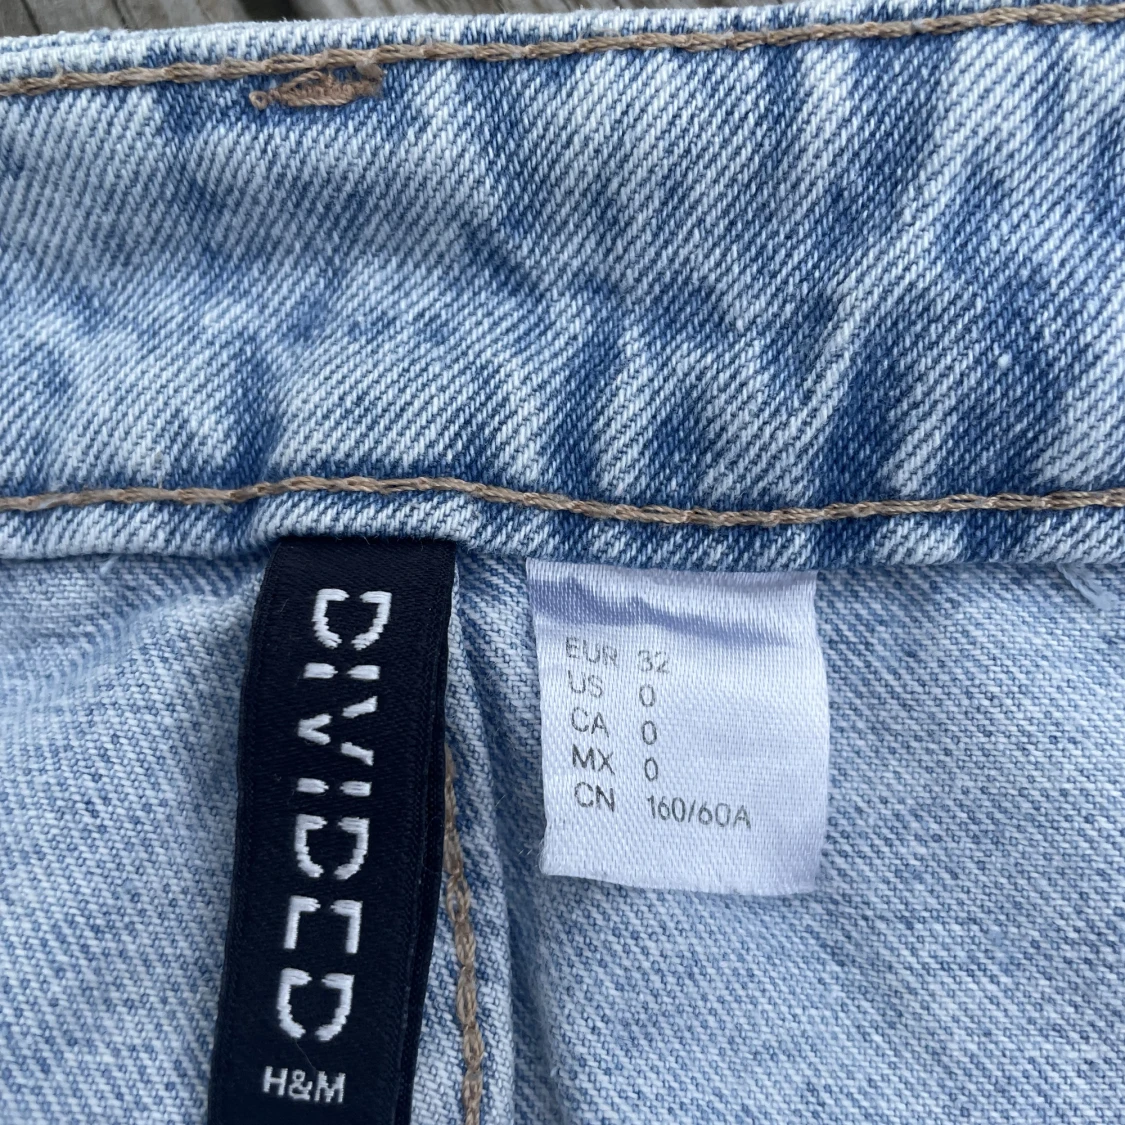 DIVIDED
H&M
EUR 32
US 0
CA 0
MX 0
CN 160/60A